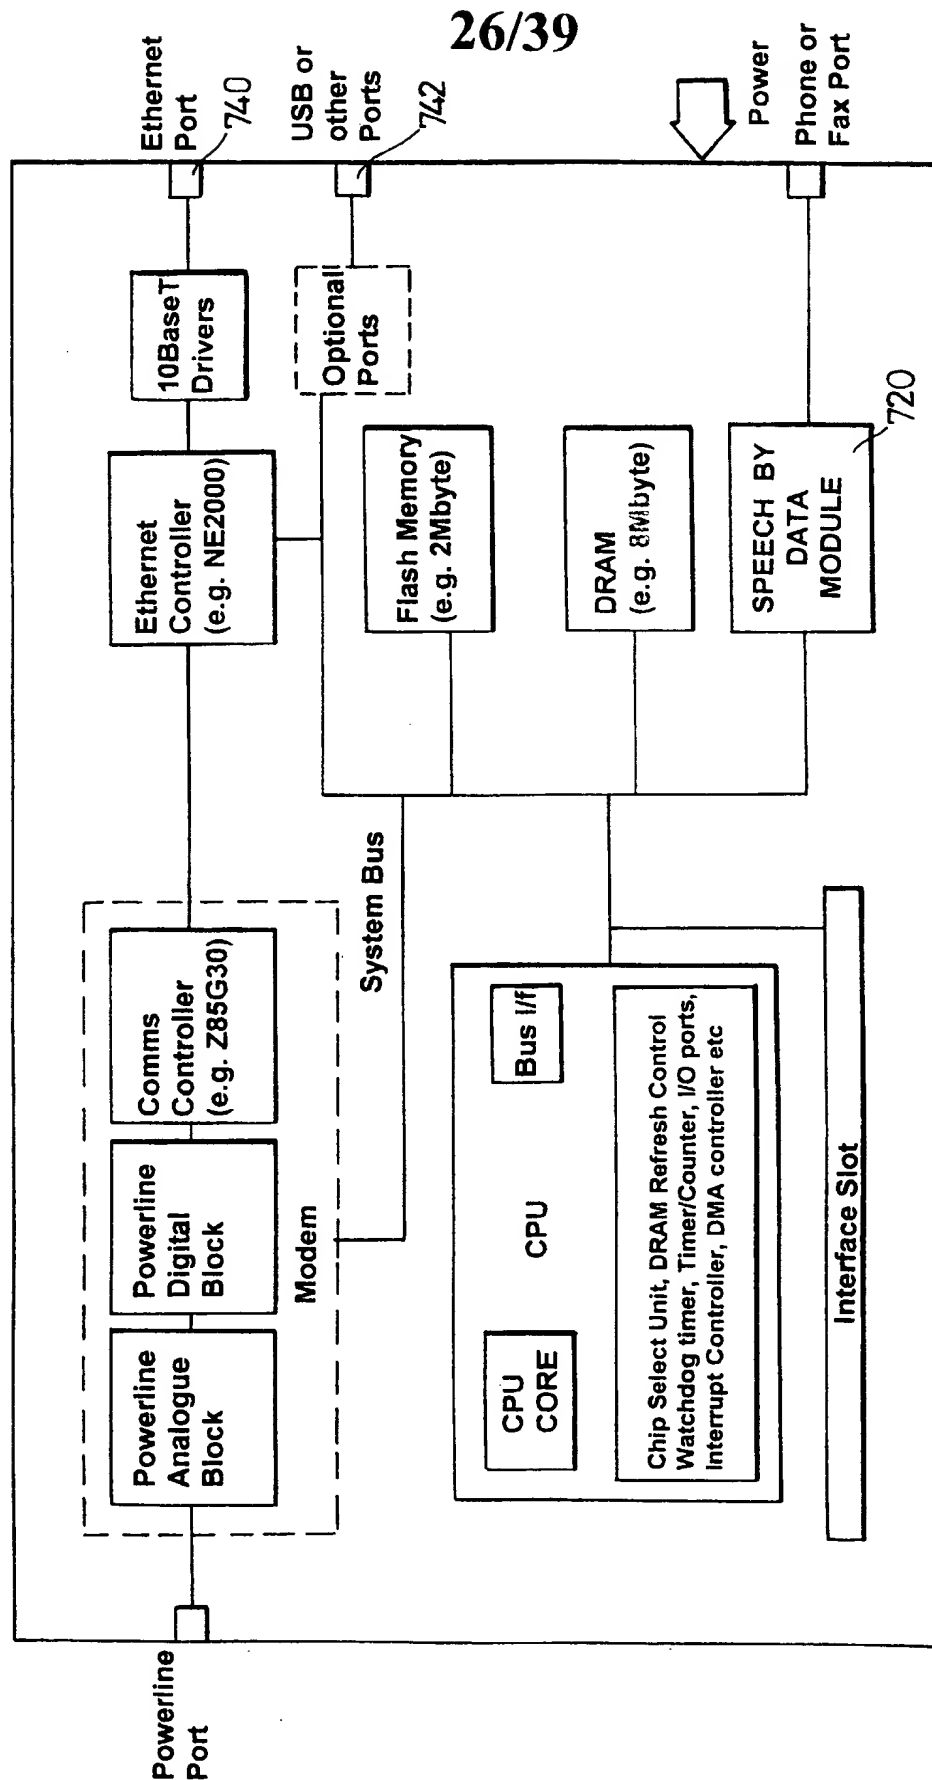 26/39
Powerline
Port
Powerline
Analogue
Block
Powerline
Digital
Block
Comms
Controller
(e.g. Z85G30)
Modem
Ethernet
Controller
(e.g. NE2000)
10BaseT
Drivers
Ethernet
Port
740
System Bus
Optional
Ports
USB or
other
Ports
742
Flash Memory
(e.g. 2Mbyte)
DRAM
(e.g. 8Mbyte)
SPEECH BY
DATA
MODULE
720
Power
Phone or
Fax Port
CPU
CORE
CPU
Bus I/f
Chip Select Unit, DRAM Refresh Control
Watchdog timer, Timer/Counter, I/O ports,
Interrupt Controller, DMA controller etc
Interface Slot